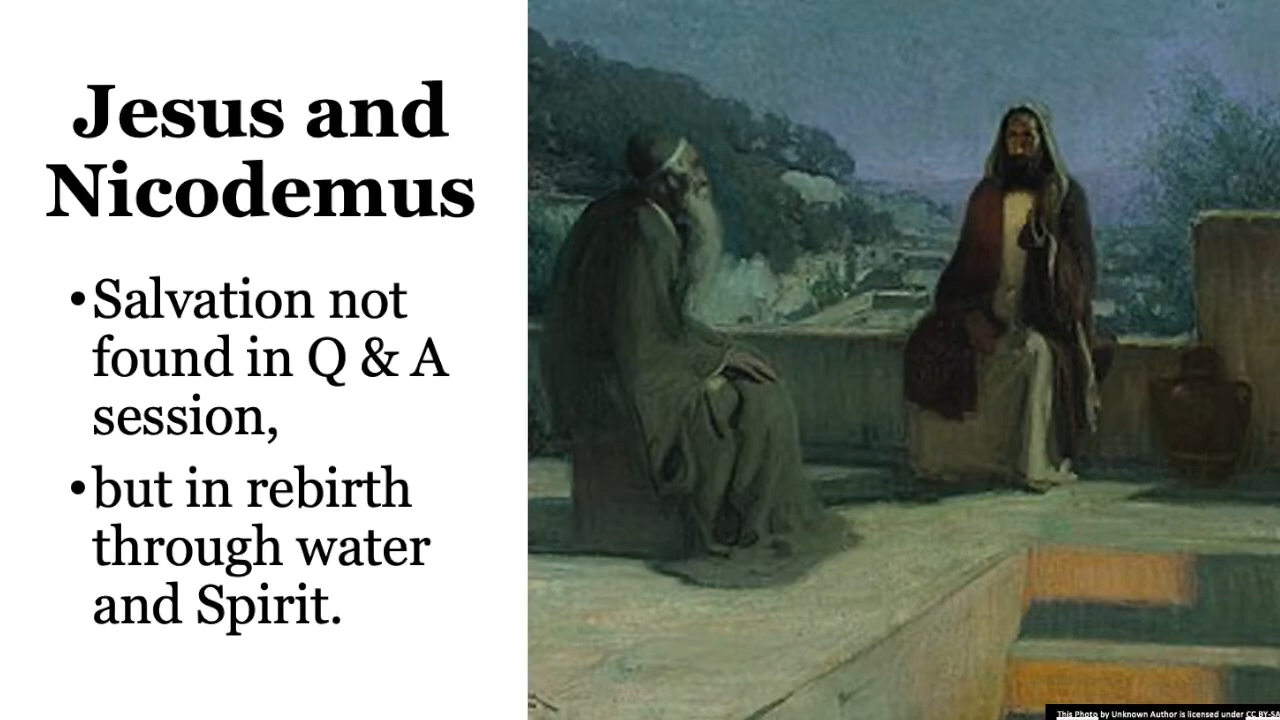 Jesus and
Nicodemus
•Salvation not
found in Q & A
session,
•but in rebirth
through water
and Spirit.
This Photo by Unknown Author is licensed under CC BY-SA